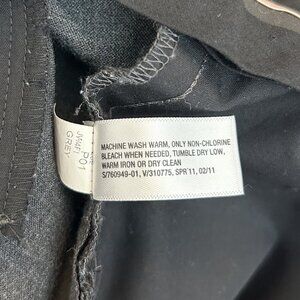 MACHINE WASH WARM, ONLY NON-CHLORINE
BLEACH WHEN NEEDED, TUMBLE DRY LOW,
WARM IRON OR DRY CLEAN
S/760949-01, V/310775, SPR'11, 02/11
P01
GREY